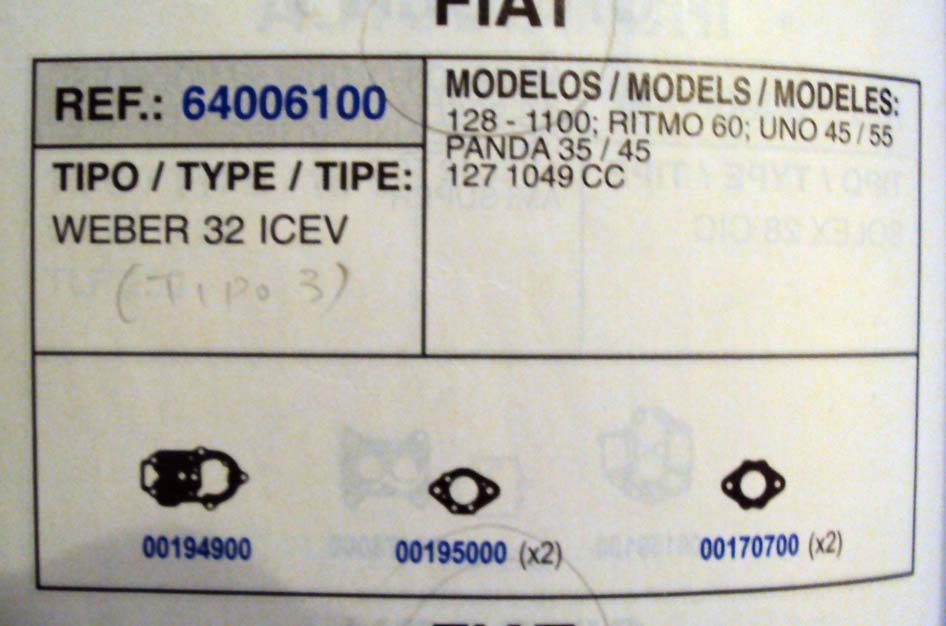 FIAT
REF.: 64006100
TIPO / TYPE / TIPE:
WEBER 32 ICEV
(Tipo 3)
MODELOS / MODELS / MODELES:
128 - 1100; RITMO 60; UNO 45 / 55
PANDA 35 / 45
127 1049 CC
00194900
00195000 (x2)
00170700 (x2)
FIAT